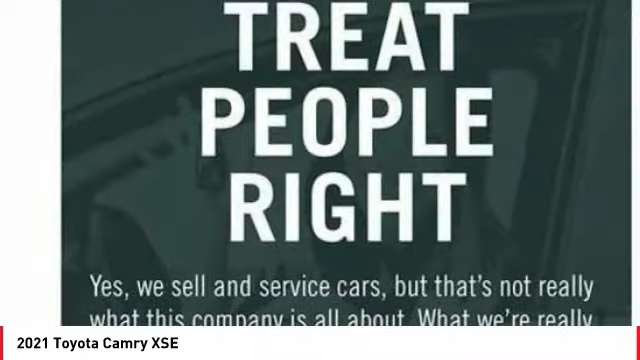 TREAT
PEOPLE
RIGHT
Yes, we sell and service cars, but that's not really
what this company is all about. What we're really
2021 Toyota Camry XSE